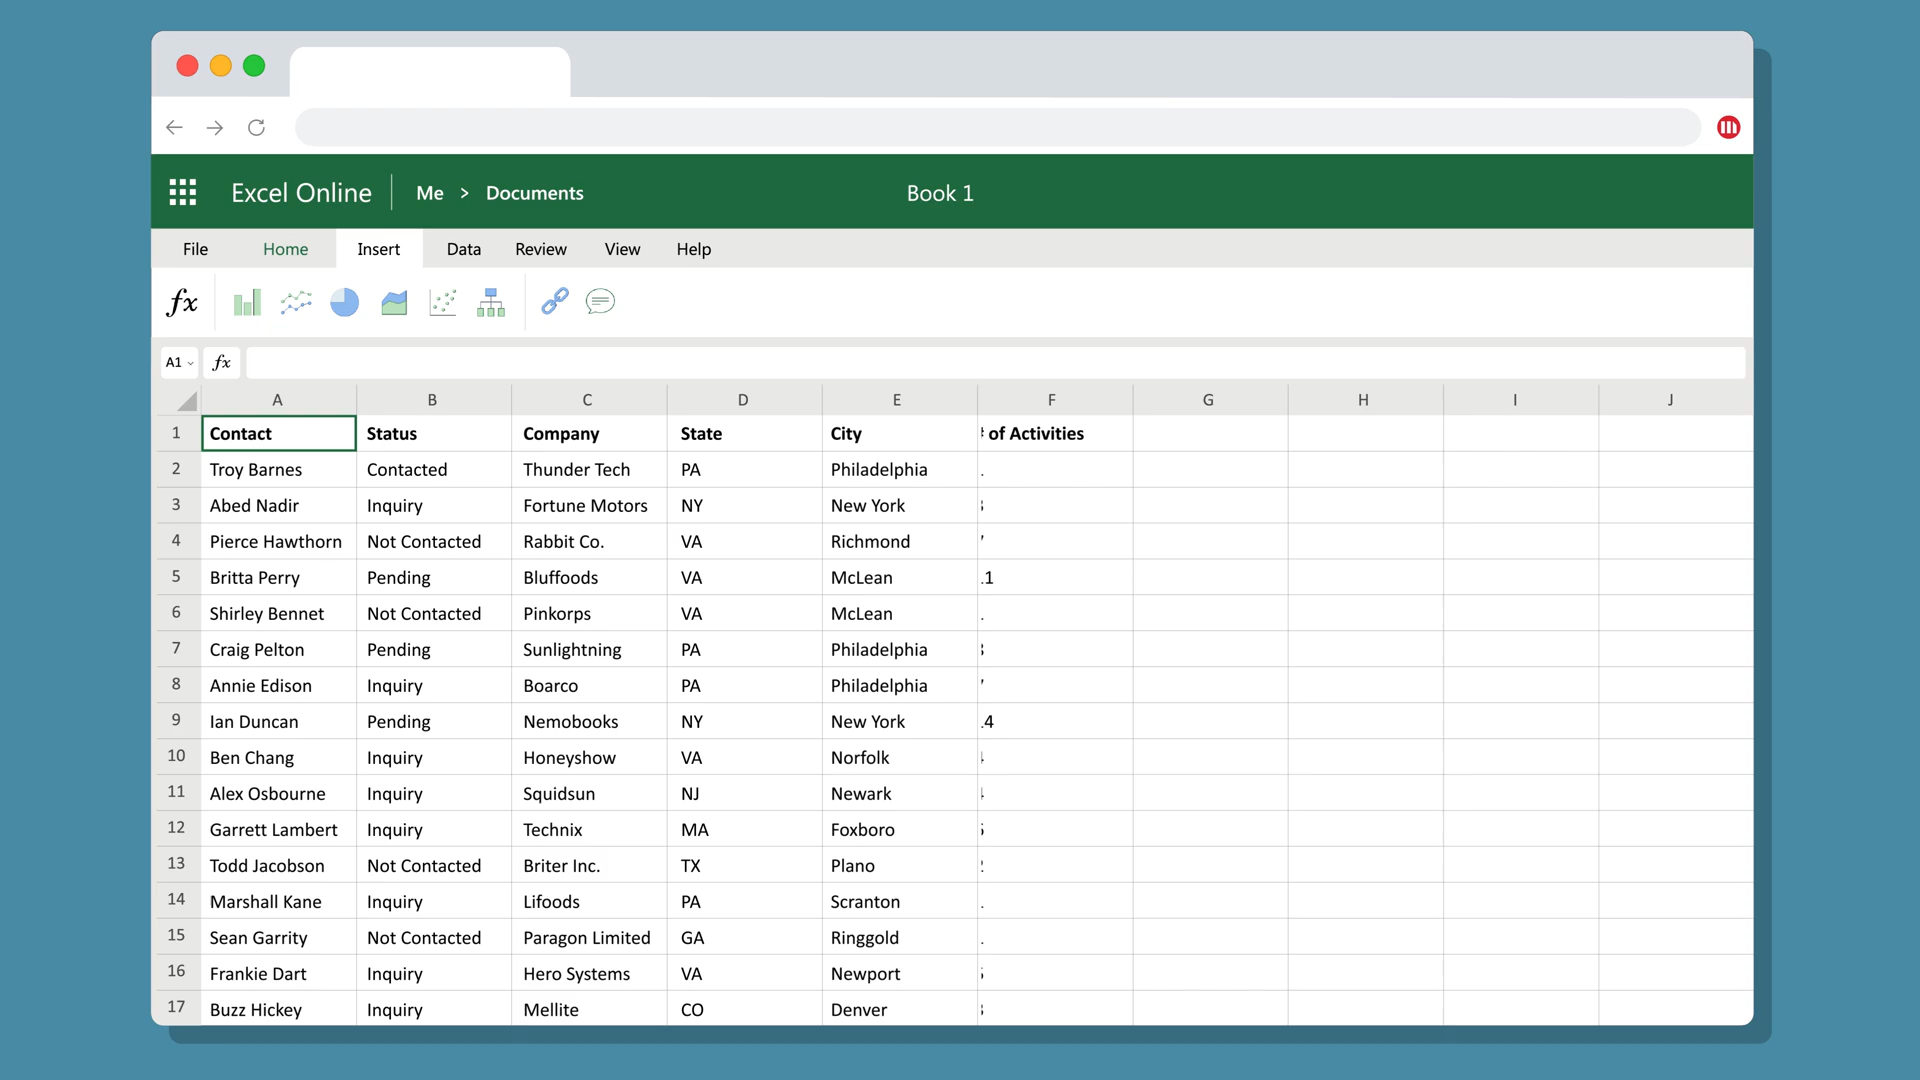 Excel Online Me > Documents Book 1
File Home Insert Data Review View Help
fx
A1 fx
A B C D E F G H I J
1 Contact Status Company State City of Activities
2 Troy Barnes Contacted Thunder Tech PA Philadelphia
3 Abed Nadir Inquiry Fortune Motors NY New York
4 Pierce Hawthorn Not Contacted Rabbit Co. VA Richmond
5 Britta Perry Pending Bluffoods VA McLean
6 Shirley Bennet Not Contacted Pinkorps VA McLean
7 Craig Pelton Pending Sunlightning PA Philadelphia
8 Annie Edison Inquiry Boarco PA Philadelphia
9 Ian Duncan Pending Nemobooks NY New York
10 Ben Chang Inquiry Honeyshow VA Norfolk
11 Alex Osbourne Inquiry Squidsun NJ Newark
12 Garrett Lambert Inquiry Technix MA Foxboro
13 Todd Jacobson Not Contacted Briter Inc. TX Plano
14 Marshall Kane Inquiry Lifoods PA Scranton
15 Sean Garrity Not Contacted Paragon Limited GA Ringgold
16 Frankie Dart Inquiry Hero Systems VA Newport
17 Buzz Hickey Inquiry Mellite CO Denver